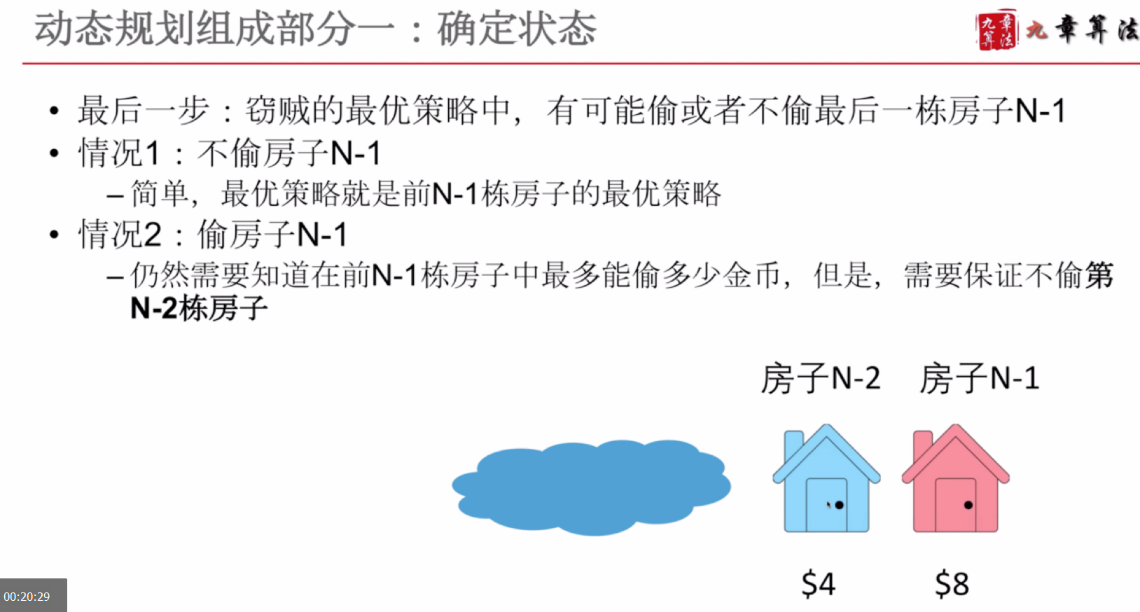 动态规划组成部分一：确定状态
九章算法
九章算法
• 最后一步：窃贼的最优策略中，有可能偷或者不偷最后一栋房子N-1
• 情况1：不偷房子N-1
– 简单，最优策略就是前N-1栋房子的最优策略
• 情况2：偷房子N-1
– 仍然需要知道在前N-1栋房子中最多能偷多少金币，但是，需要保证不偷第
N-2栋房子
房子N-2 房子N-1
$4 $8
00:20:29